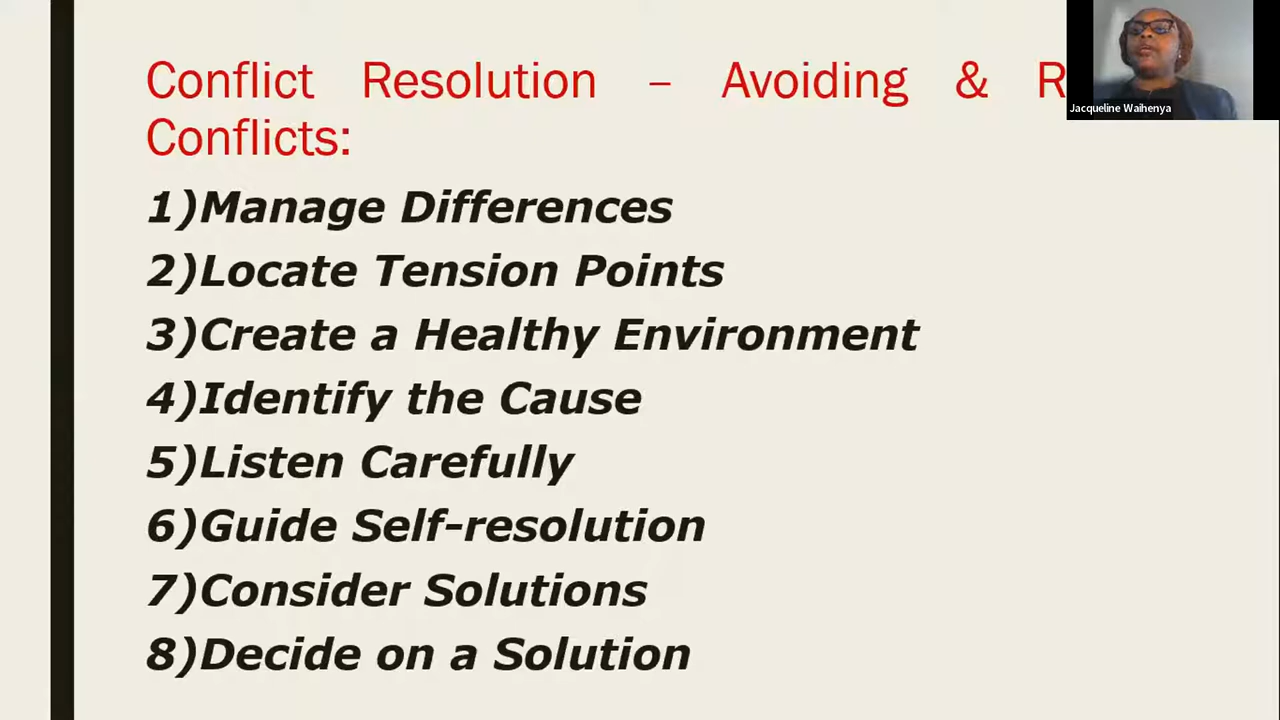 Conflict Resolution – Avoiding & R
Conflicts:
1)Manage Differences
2)Locate Tension Points
3)Create a Healthy Environment
4)Identify the Cause
5)Listen Carefully
6)Guide Self-resolution
7)Consider Solutions
8)Decide on a Solution
Jacqueline Waihenya